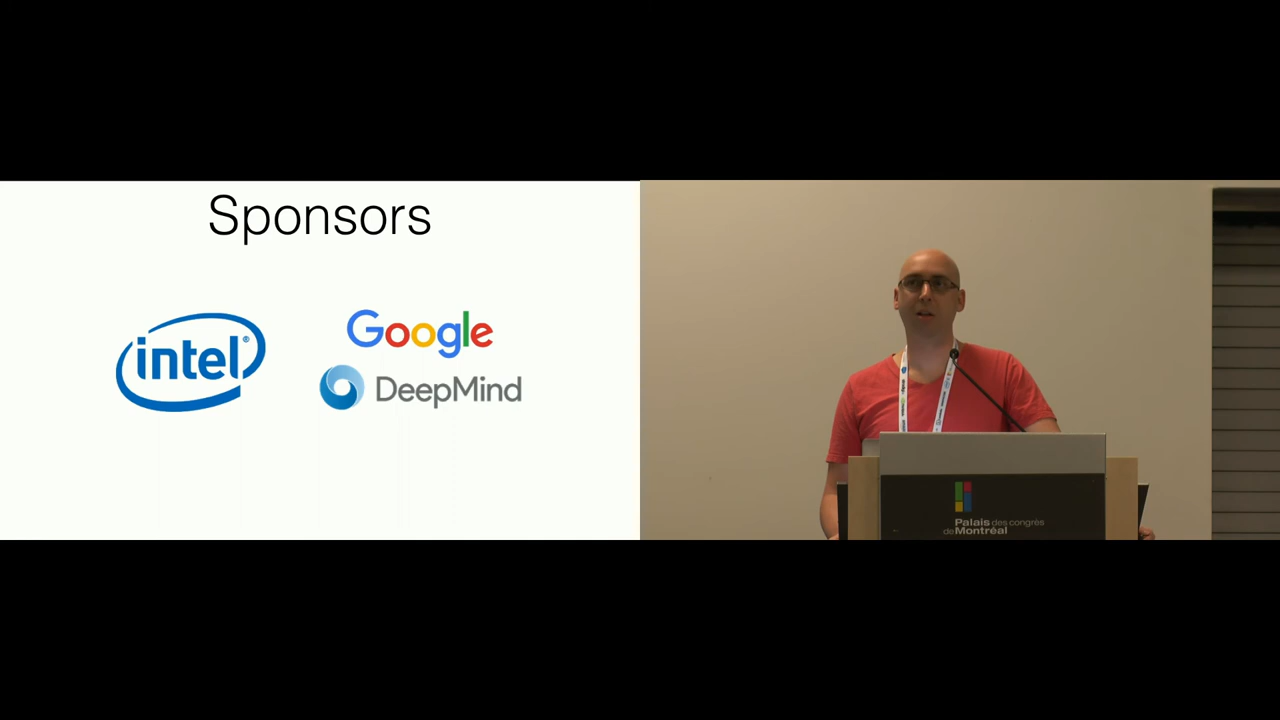 Sponsors
intel®
Google
DeepMind
Palais des congrès
de Montréal